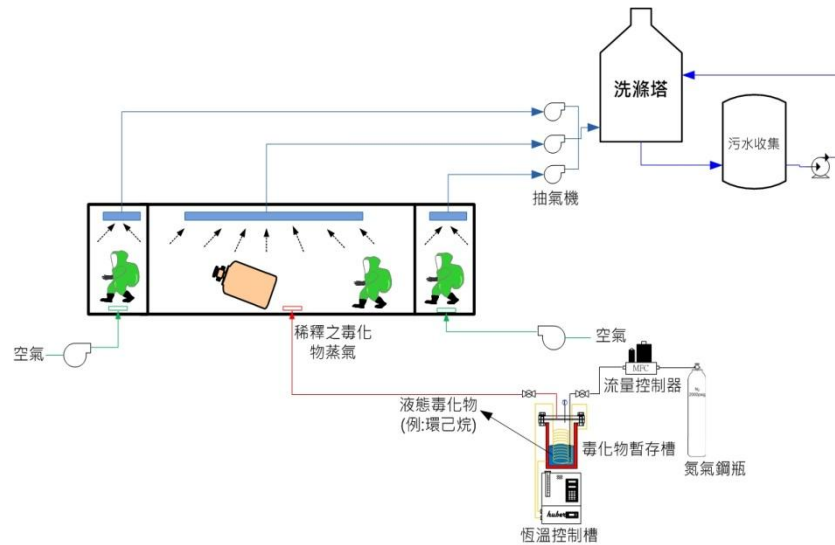 洗滌塔
污水收集
抽氣機
空氣
稀釋之毒化
物蒸氣
空氣
MFC
流量控制器
液態毒化物
(例:環己烷)
毒化物暫存槽
氮氣鋼瓶
huber
恆溫控制槽